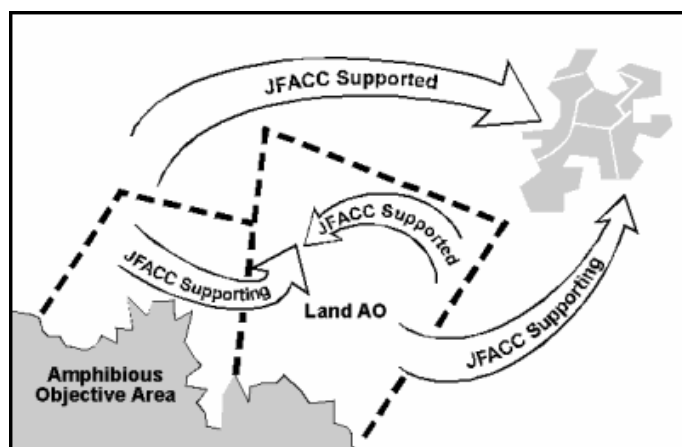 JFACC Supported
JFACC Supported
JFACC Supporting
Land AO
JFACC Supporting
Amphibious
Objective Area